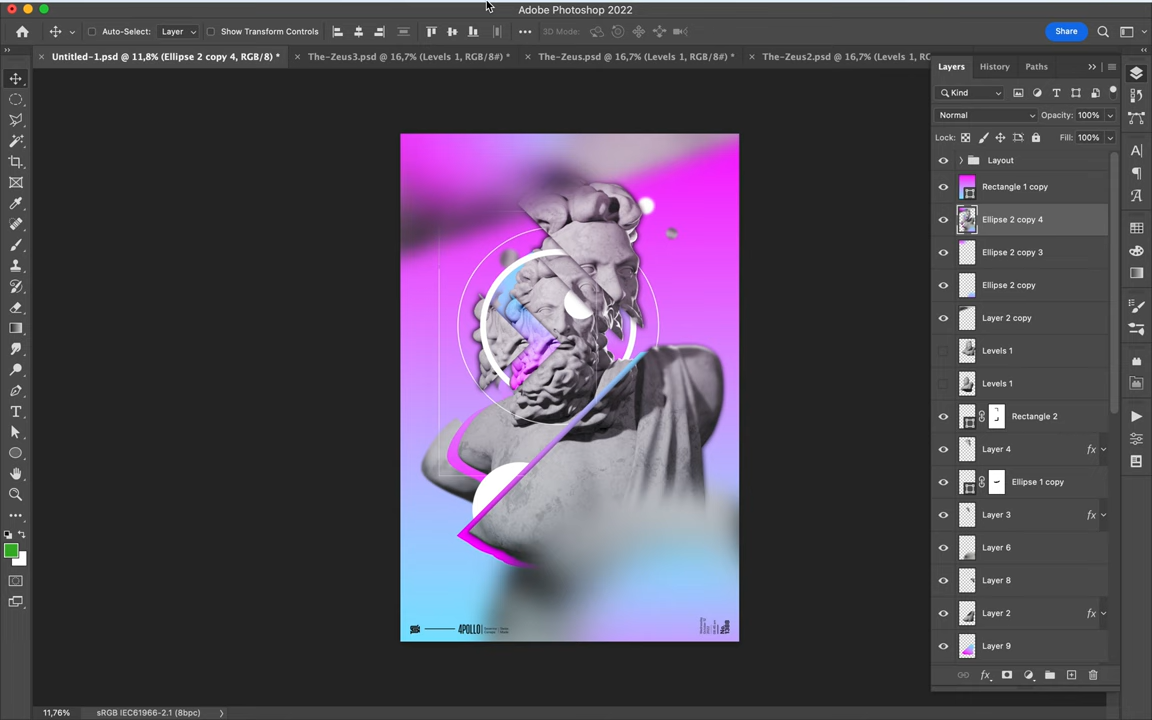 Adobe Photoshop 2022
Auto-Select: Layer Show Transform Controls 3D Mode: Share
Untitled-1.psd @ 11,8% (Ellipse 2 copy 4, RGB/8) * The-Zeus3.psd @ 16,7% (Levels 1, RGB/8#) * The-Zeus.psd @ 16,7% (Levels 1, RGB/8#) * The-Zeus2.psd @ 16,7% (Levels 1, RG
Layers History Paths
Kind
Normal Opacity: 100%
Lock: Fill: 100%
Layout
Rectangle 1 copy
Ellipse 2 copy 4
Ellipse 2 copy 3
Ellipse 2 copy
Layer 2 copy
Levels 1
Levels 1
Rectangle 2
Layer 4 fx
Ellipse 1 copy
Layer 3 fx
Layer 6
Layer 8
Layer 2 fx
Layer 9
4POLLO
11,76% sRGB IEC61966-2.1 (8bpc)